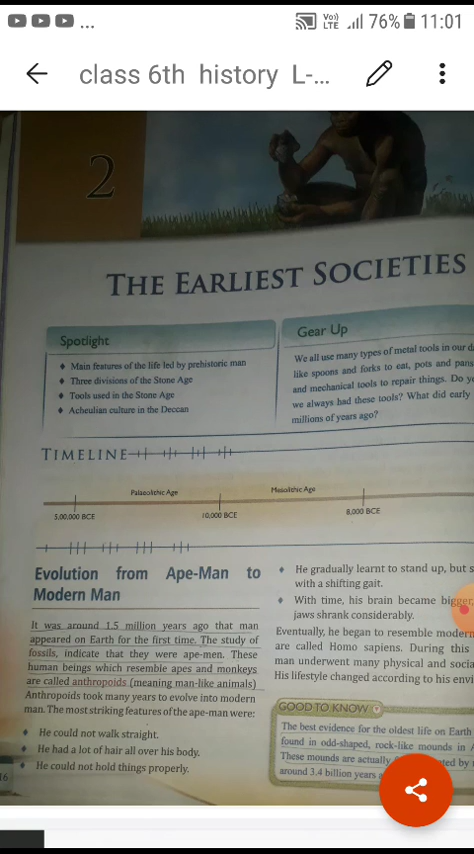 ... Vo)) LTE 76% 11:01
class 6th history L-...
2
THE EARLIEST SOCIETIES
Spotlight
Main features of the life led by prehistoric man
Three divisions of the Stone Age
Tools used in the Stone Age
Acheulian culture in the Deccan
Gear Up
We all use many types of metal tools in our d
like spoons and forks to eat, pots and pans
and mechanical tools to repair things. Do y
we always had these tools? What did early
millions of years ago?
TIMELINE
Palaeolithic Age
Mesolithic Age
5,00,000 BCE
10,000 BCE
8,000 BCE
Evolution from Ape-Man to
Modern Man
It was around 1.5 million years ago that man
appeared on Earth for the first time. The study of
fossils, indicate that they were ape-men. These
human beings which resemble apes and monkeys
are called anthropoids (meaning man-like animals)
Anthropoids took many years to evolve into modern
man. The most striking features of the ape-man were:
He could not walk straight.
He had a lot of hair all over his body.
He could not hold things properly.
16
He gradually learnt to stand up, but s
with a shifting gait.
With time, his brain became bigger,
jaws shrank considerably.
Eventually, he began to resemble modern
are called Homo sapiens. During this
man underwent many physical and socia
His lifestyle changed according to his envi
GOOD TO KNOW
The best evidence for the oldest life on Earth
found in odd-shaped, rock-like mounds in A
These mounds are actually by
around 3.4 billion years